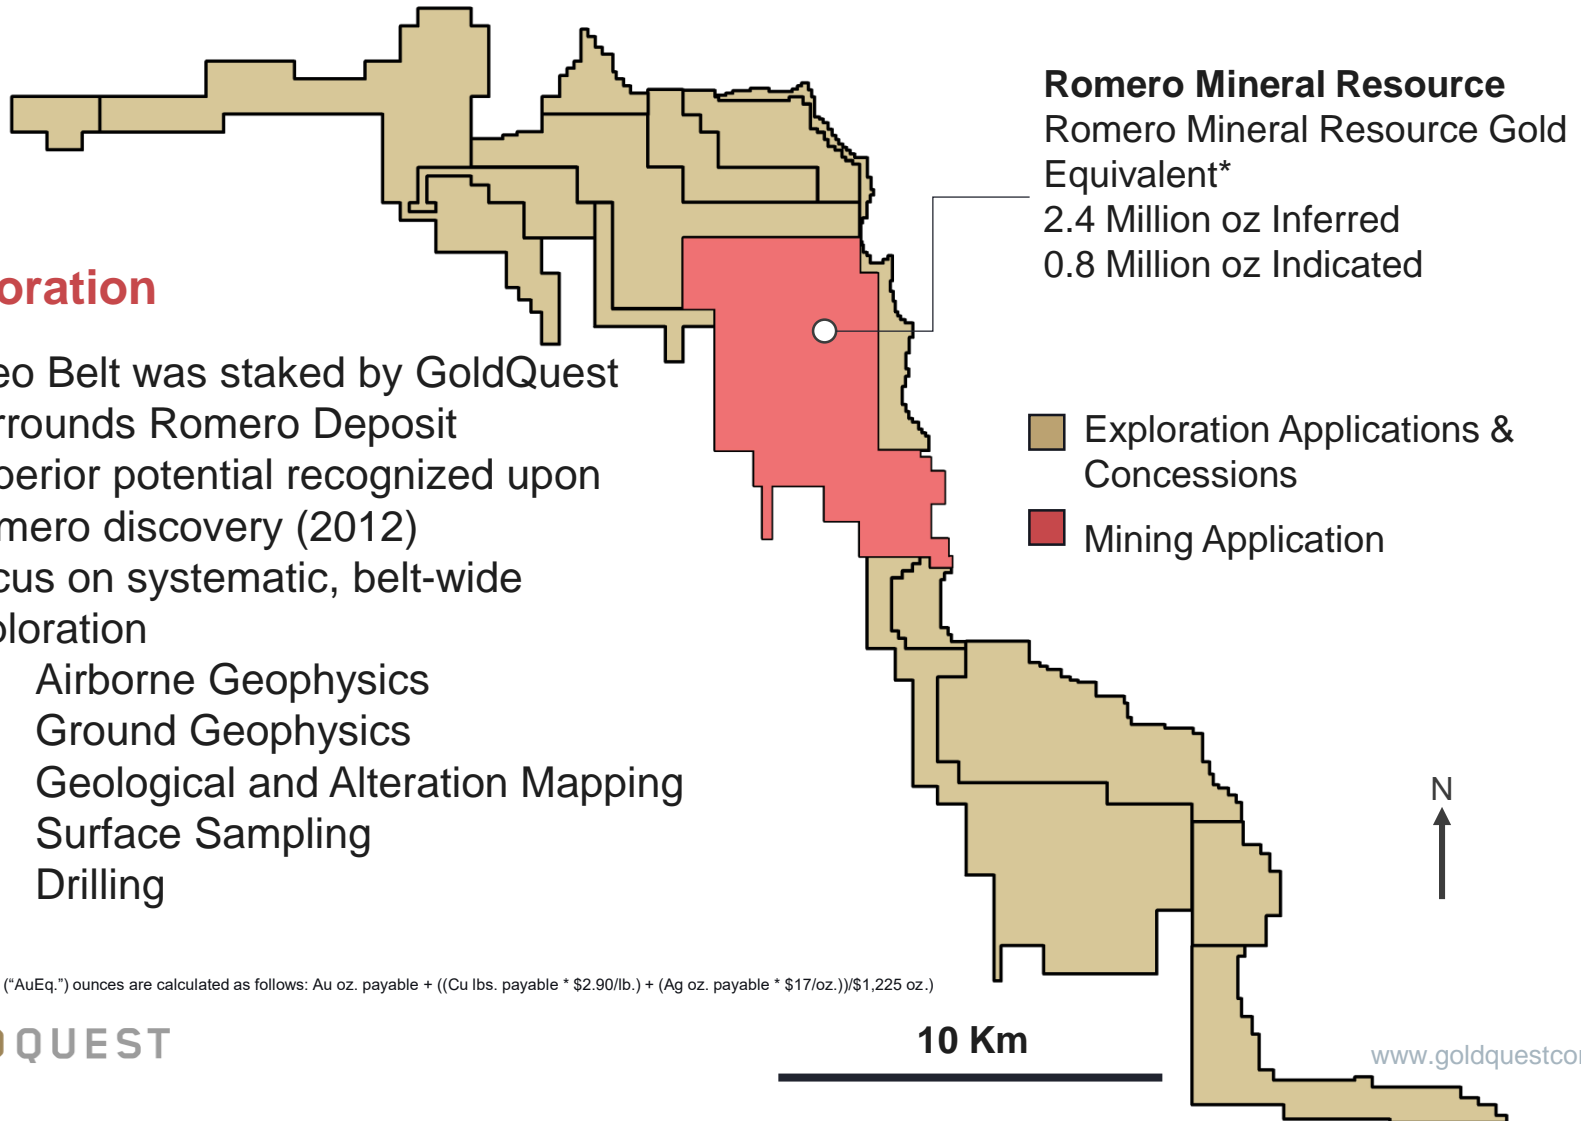 Romero Mineral Resource
Romero Mineral Resource Gold
Equivalent*
2.4 Million oz Inferred
0.8 Million oz Indicated
oration
eo Belt was staked by GoldQuest
rrounds Romero Deposit
perior potential recognized upon
mero discovery (2012)
cus on systematic, belt-wide
loration
Airborne Geophysics
Ground Geophysics
Geological and Alteration Mapping
Surface Sampling
Drilling
Exploration Applications &
Concessions
Mining Application
N
(“AuEq.”) ounces are calculated as follows: Au oz. payable + ((Cu lbs. payable * $2.90/lb.) + (Ag oz. payable * $17/oz.))/$1,225 oz.)
QUEST
10 Km
www.goldquestcor